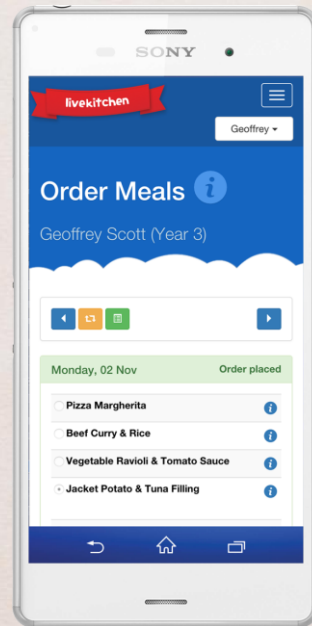 SONY
livekitchen
Geoffrey
Order Meals i
Geoffrey Scott (Year 3)
Monday, 02 Nov Order placed
Pizza Margherita i
Beef Curry & Rice i
Vegetable Ravioli & Tomato Sauce i
Jacket Potato & Tuna Filling i